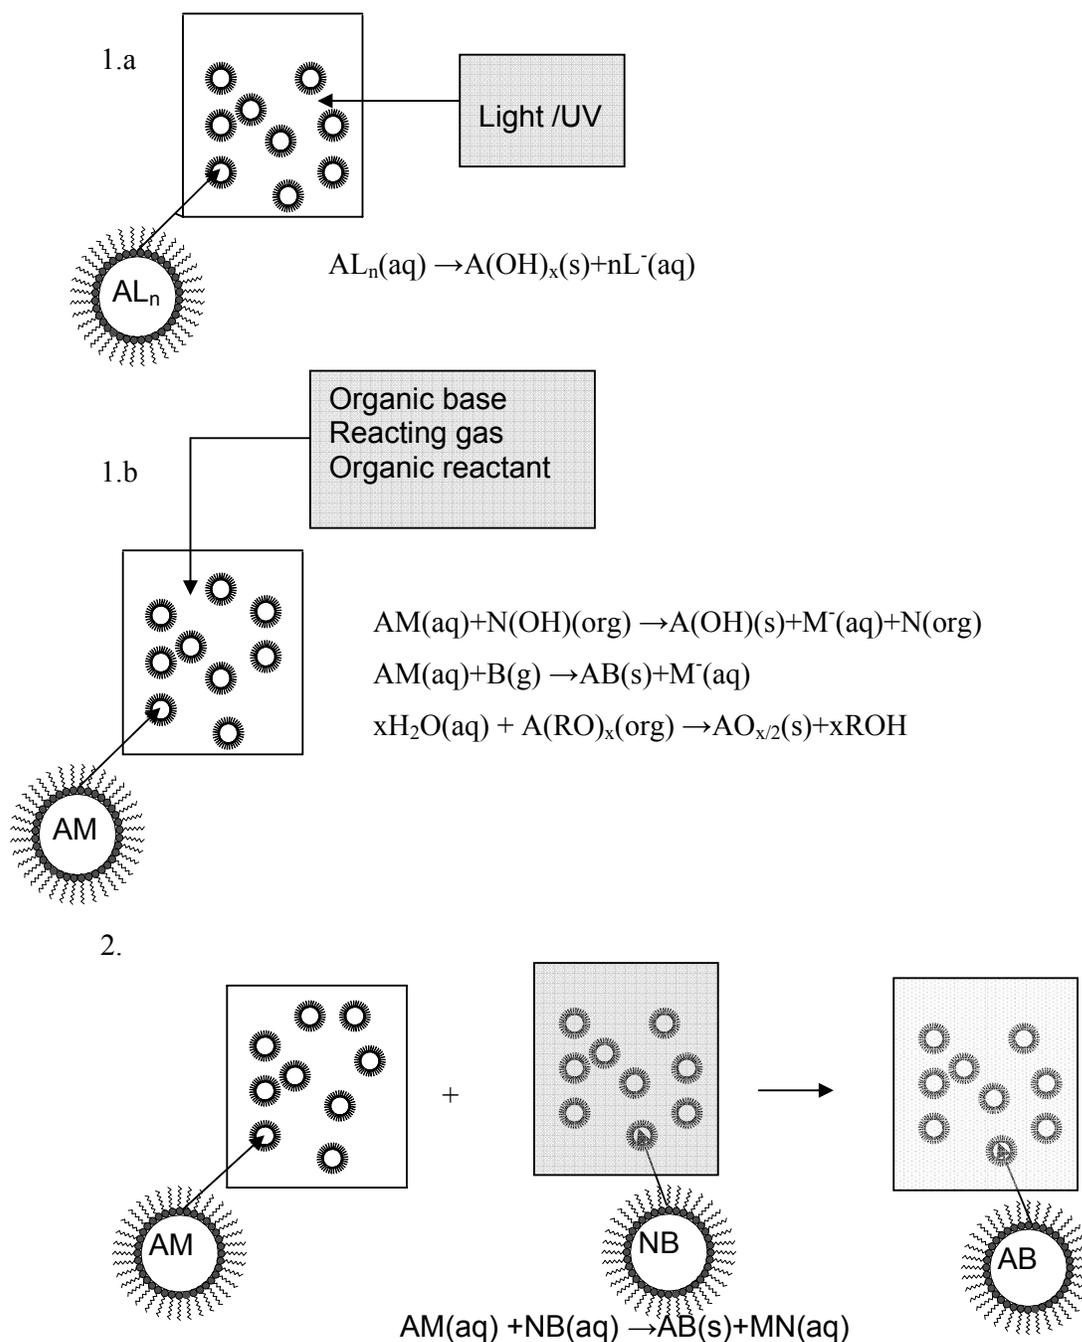 1.a
Light /UV
ALₙ(aq) →A(OH)ₓ(s)+nL⁻(aq)
ALₙ
Organic base
Reacting gas
Organic reactant
1.b
AM(aq)+N(OH)(org) →A(OH)(s)+M⁻(aq)+N(org)
AM(aq)+B(g) →AB(s)+M⁻(aq)
xH₂O(aq) + A(RO)ₓ(org) →AOₓ/₂(s)+xROH
AM
2.
+
AM
NB
AB
AM(aq) +NB(aq) →AB(s)+MN(aq)